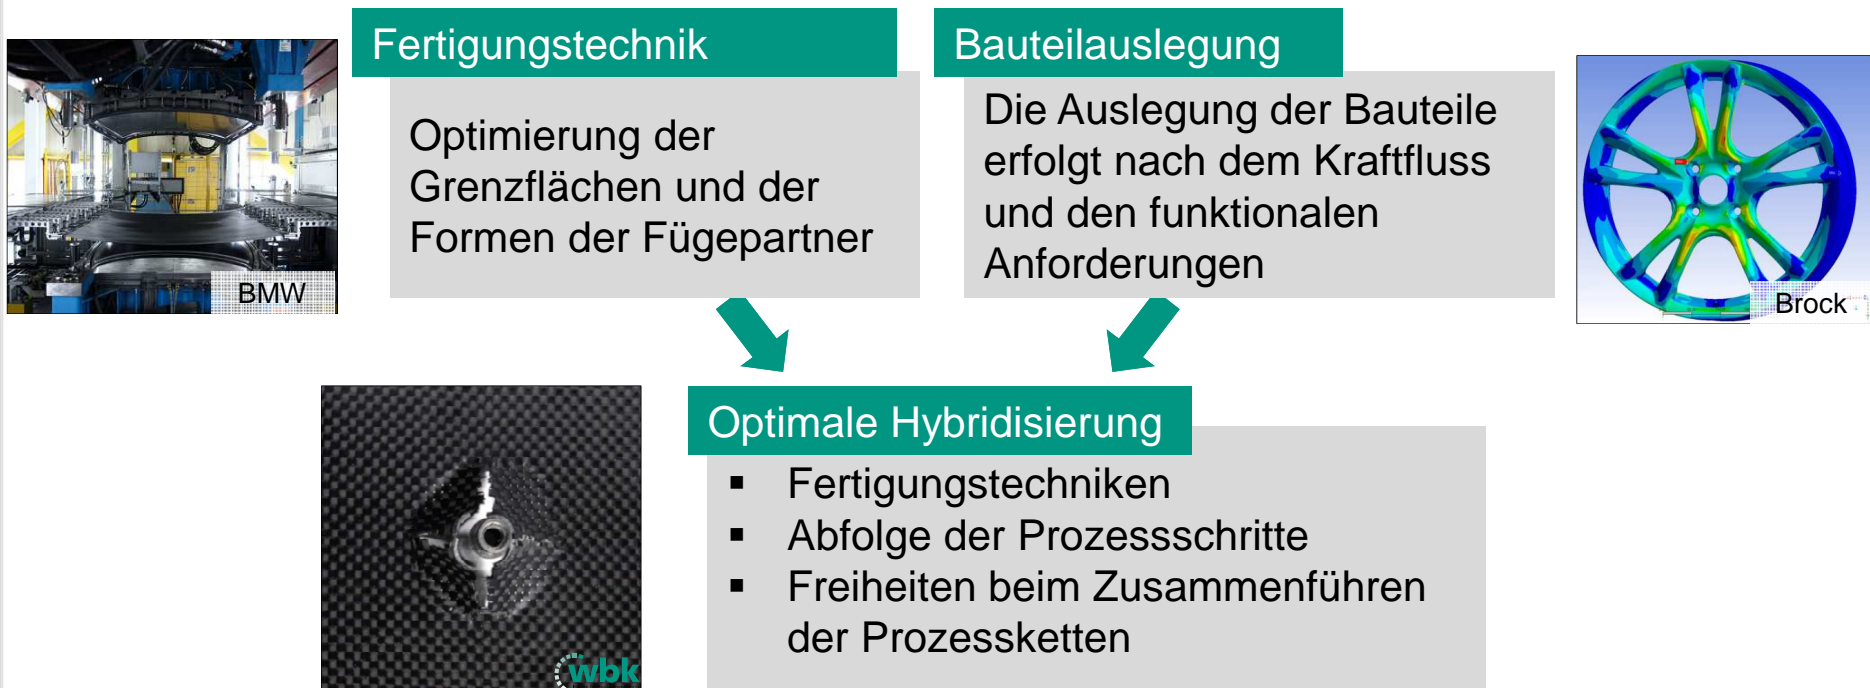 Fertigungstechnik
Optimierung der
Grenzflächen und der
Formen der Fügepartner
BMW
Bauteilauslegung
Die Auslegung der Bauteile
erfolgt nach dem Kraftfluss
und den funktionalen
Anforderungen
Brock
Optimale Hybridisierung
▪ Fertigungstechniken
▪ Abfolge der Prozessschritte
▪ Freiheiten beim Zusammenführen
der Prozessketten
wbk